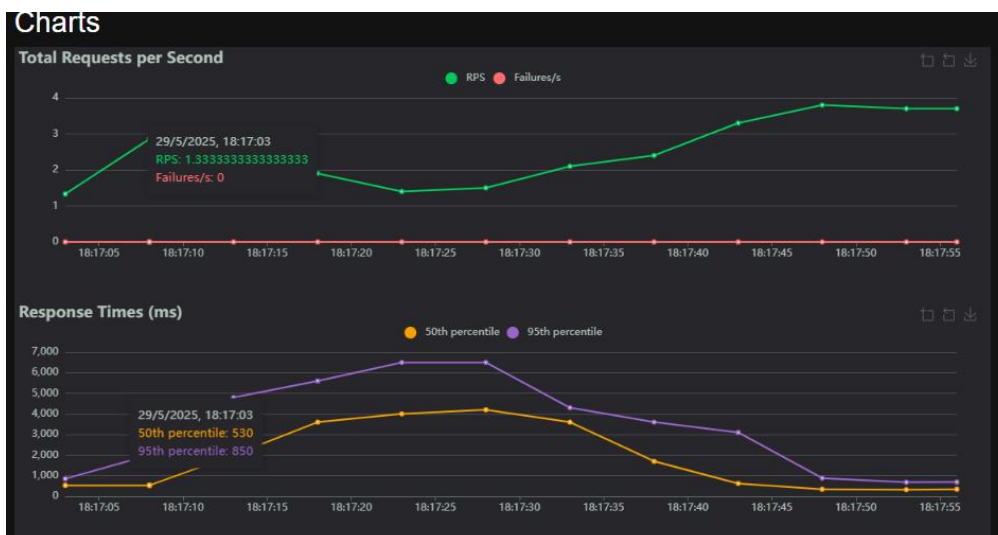 Charts
Total Requests per Second
RPS Failures/s
4
3
2
1
0
29/5/2025, 18:17:03
RPS: 1.3333333333333333
Failures/s: 0
18:17:05 18:17:10 18:17:15 18:17:20 18:17:25 18:17:30 18:17:35 18:17:40 18:17:45 18:17:50 18:17:55
Response Times (ms)
50th percentile 95th percentile
7,000
6,000
5,000
4,000
3,000
2,000
1,000
0
29/5/2025, 18:17:03
50th percentile: 530
95th percentile: 850
18:17:05 18:17:10 18:17:15 18:17:20 18:17:25 18:17:30 18:17:35 18:17:40 18:17:45 18:17:50 18:17:55